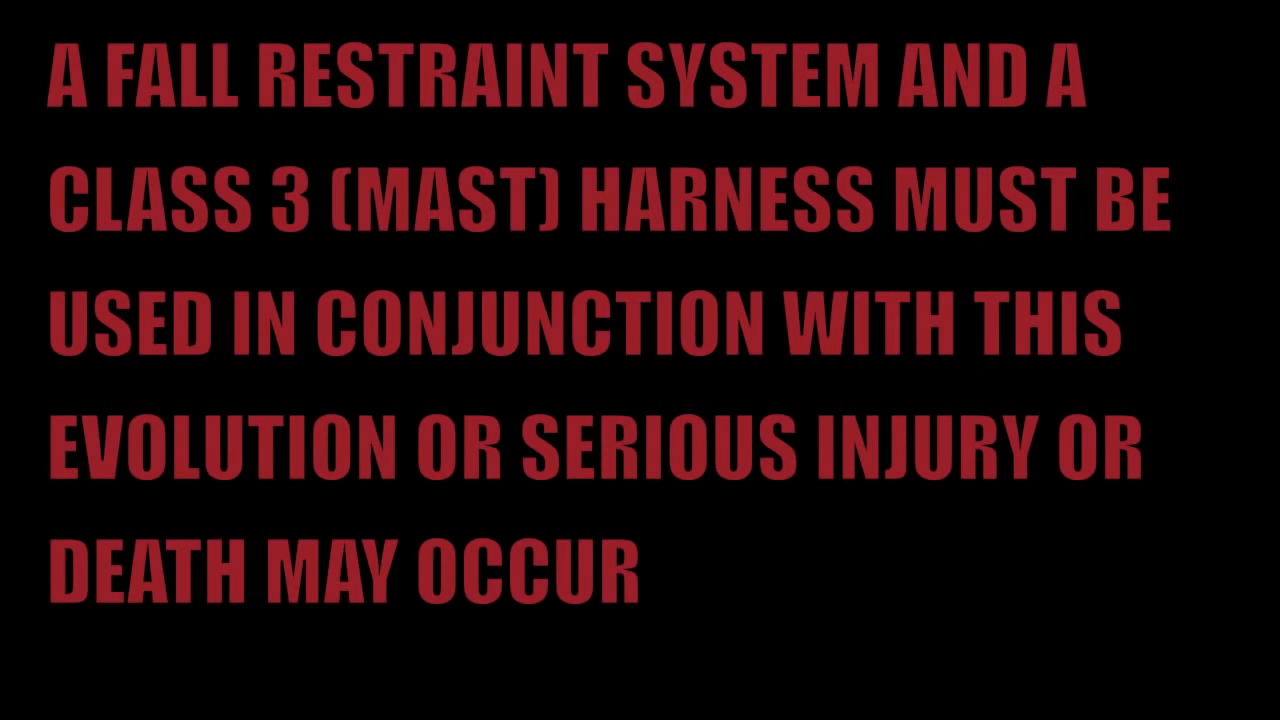 A FALL RESTRAINT SYSTEM AND A
CLASS 3 (MAST) HARNESS MUST BE
USED IN CONJUNCTION WITH THIS
EVOLUTION OR SERIOUS INJURY OR
DEATH MAY OCCUR